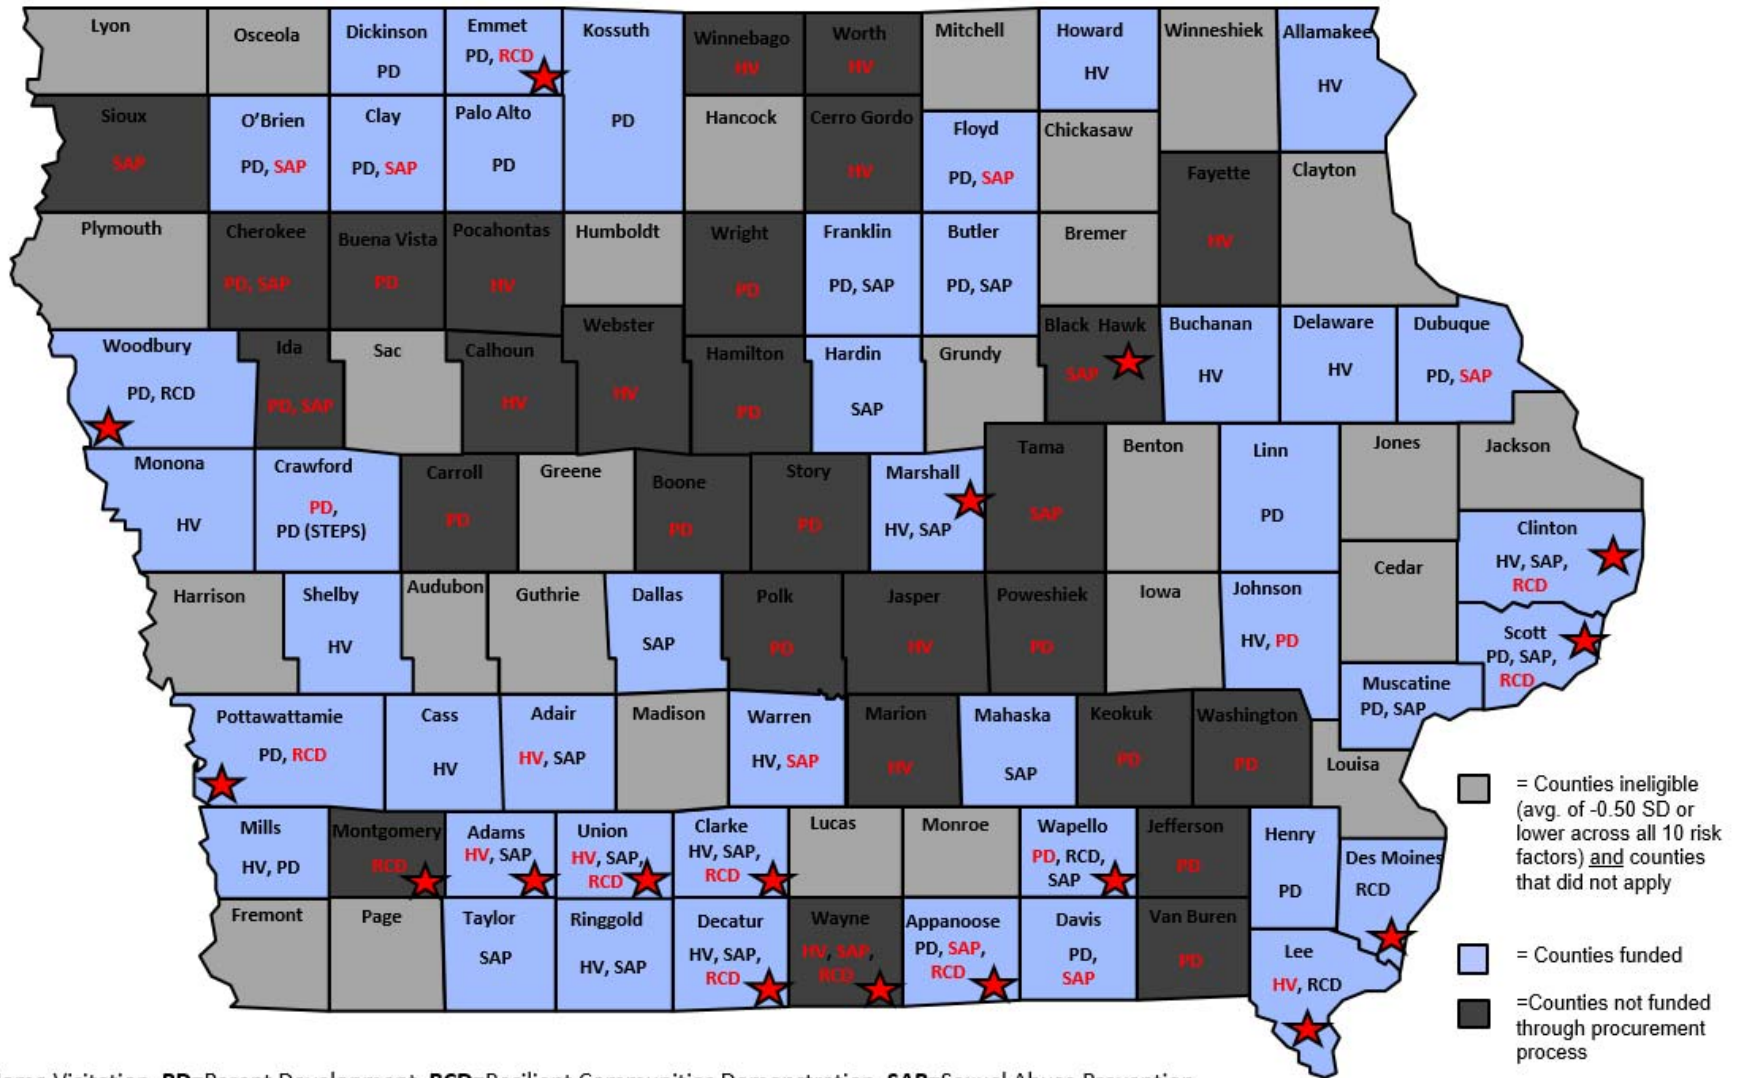 Lyon
Osceola
Dickinson
PD
Emmet
PD, RCD
Kossuth
PD
Winnebago
HV
Worth
HV
Mitchell
Howard
HV
Winneshiek
Allamakee
HV
Sioux
SAP
O'Brien
PD, SAP
Clay
PD, SAP
Palo Alto
PD
Hancock
Cerro Gordo
HV
Floyd
PD, SAP
Chickasaw
Fayette
HV
Clayton
Plymouth
Cherokee
PD, SAP
Buena Vista
PD
Pocahontas
HV
Humboldt
Wright
PD
Franklin
PD, SAP
Butler
PD, SAP
Bremer
Woodbury
PD, RCD
Ida
PD, SAP
Sac
Calhoun
HV
Webster
HV
Hamilton
PD
Hardin
SAP
Grundy
Black Hawk
SAP
Buchanan
HV
Delaware
HV
Dubuque
PD, SAP
Monona
HV
Crawford
PD,
PD (STEPS)
Carroll
PD
Greene
Boone
PD
Story
PD
Marshall
HV, SAP
Tama
SAP
Benton
Linn
PD
Jones
Jackson
Clinton
HV, SAP,
RCD
Harrison
Shelby
HV
Audubon
Guthrie
Dallas
SAP
Polk
PD
Jasper
HV
Poweshiek
PD
Iowa
Johnson
HV, PD
Cedar
Scott
PD, SAP,
RCD
Muscatine
PD, SAP
Pottawattamie
PD, RCD
Cass
HV
Adair
HV, SAP
Madison
Warren
HV, SAP
Marion
HV
Mahaska
SAP
Keokuk
PD
Washington
PD
Louisa
Mills
HV, PD
Montgomery
RCD
Adams
HV, SAP
Union
HV, SAP,
RCD
Clarke
HV, SAP,
RCD
Lucas
Monroe
Wapello
PD, RCD,
SAP
Jefferson
PD
Henry
PD
Des Moines
RCD
Fremont
Page
Taylor
SAP
Ringgold
HV, SAP
Decatur
HV, SAP,
RCD
Wayne
HV, SAP,
RCD
Appanoose
PD, SAP,
RCD
Davis
PD,
SAP
Van Buren
PD
Lee
HV, RCD
= Counties ineligible
(avg. of -0.50 SD or
lower across all 10 risk
factors) and counties
that did not apply
= Counties funded
=Counties not funded
through procurement
process